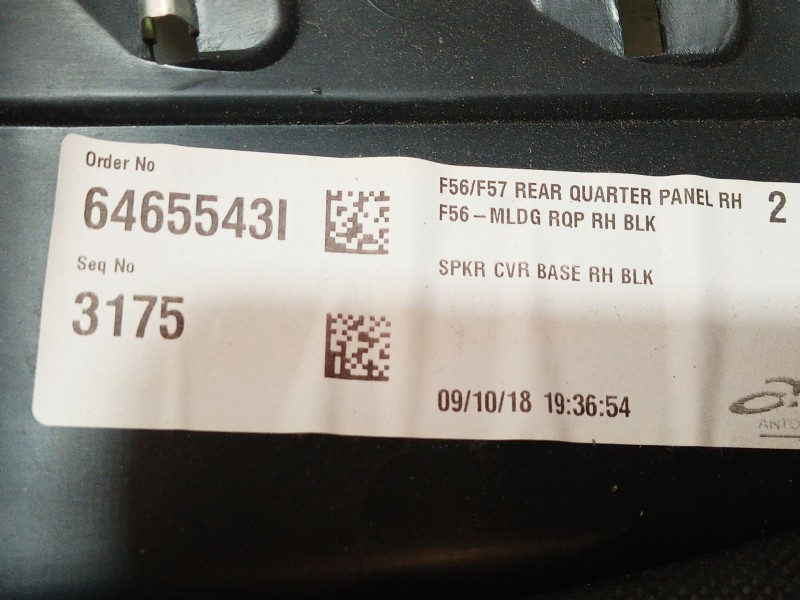 Order No
6465543I
Seq No
3175
F56/F57 REAR QUARTER PANEL RH 2
F56-MLDG RQP RH BLK
SPKR CVR BASE RH BLK
09/10/18 19:36:54